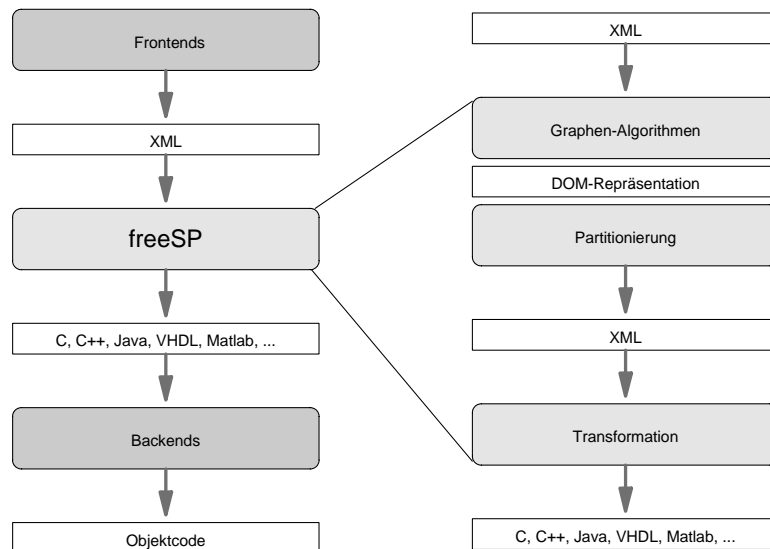 Frontends
XML
freeSP
C, C++, Java, VHDL, Matlab, ...
Backends
Objektcode
XML
Graphen-Algorithmen
DOM-Repräsentation
Partitionierung
XML
Transformation
C, C++, Java, VHDL, Matlab, ...